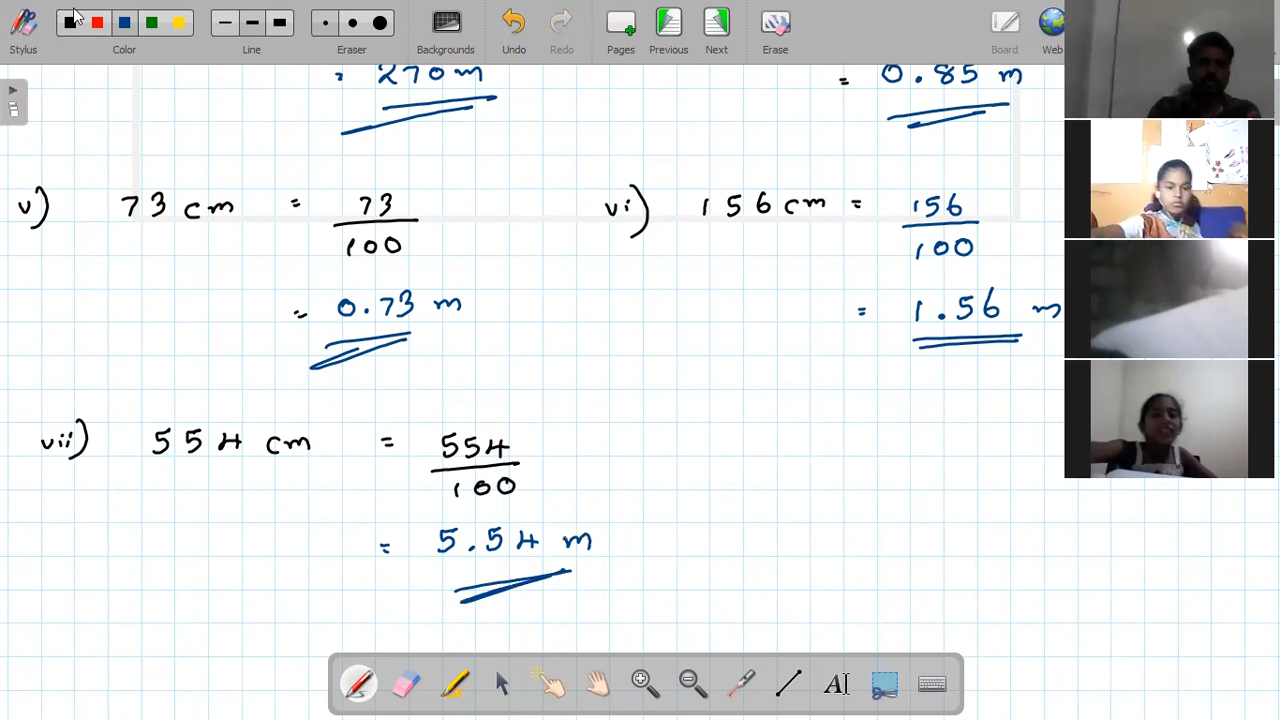 Stylus Color Line Eraser Backgrounds Undo Redo Pages Previous Next Erase Board Web
= 270 m
= 0.85 m
v) 73 cm = 73/100
= 0.73 m
vi) 156 cm = 156/100
= 1.56 m
vii) 554 cm = 554/100
= 5.54 m
A